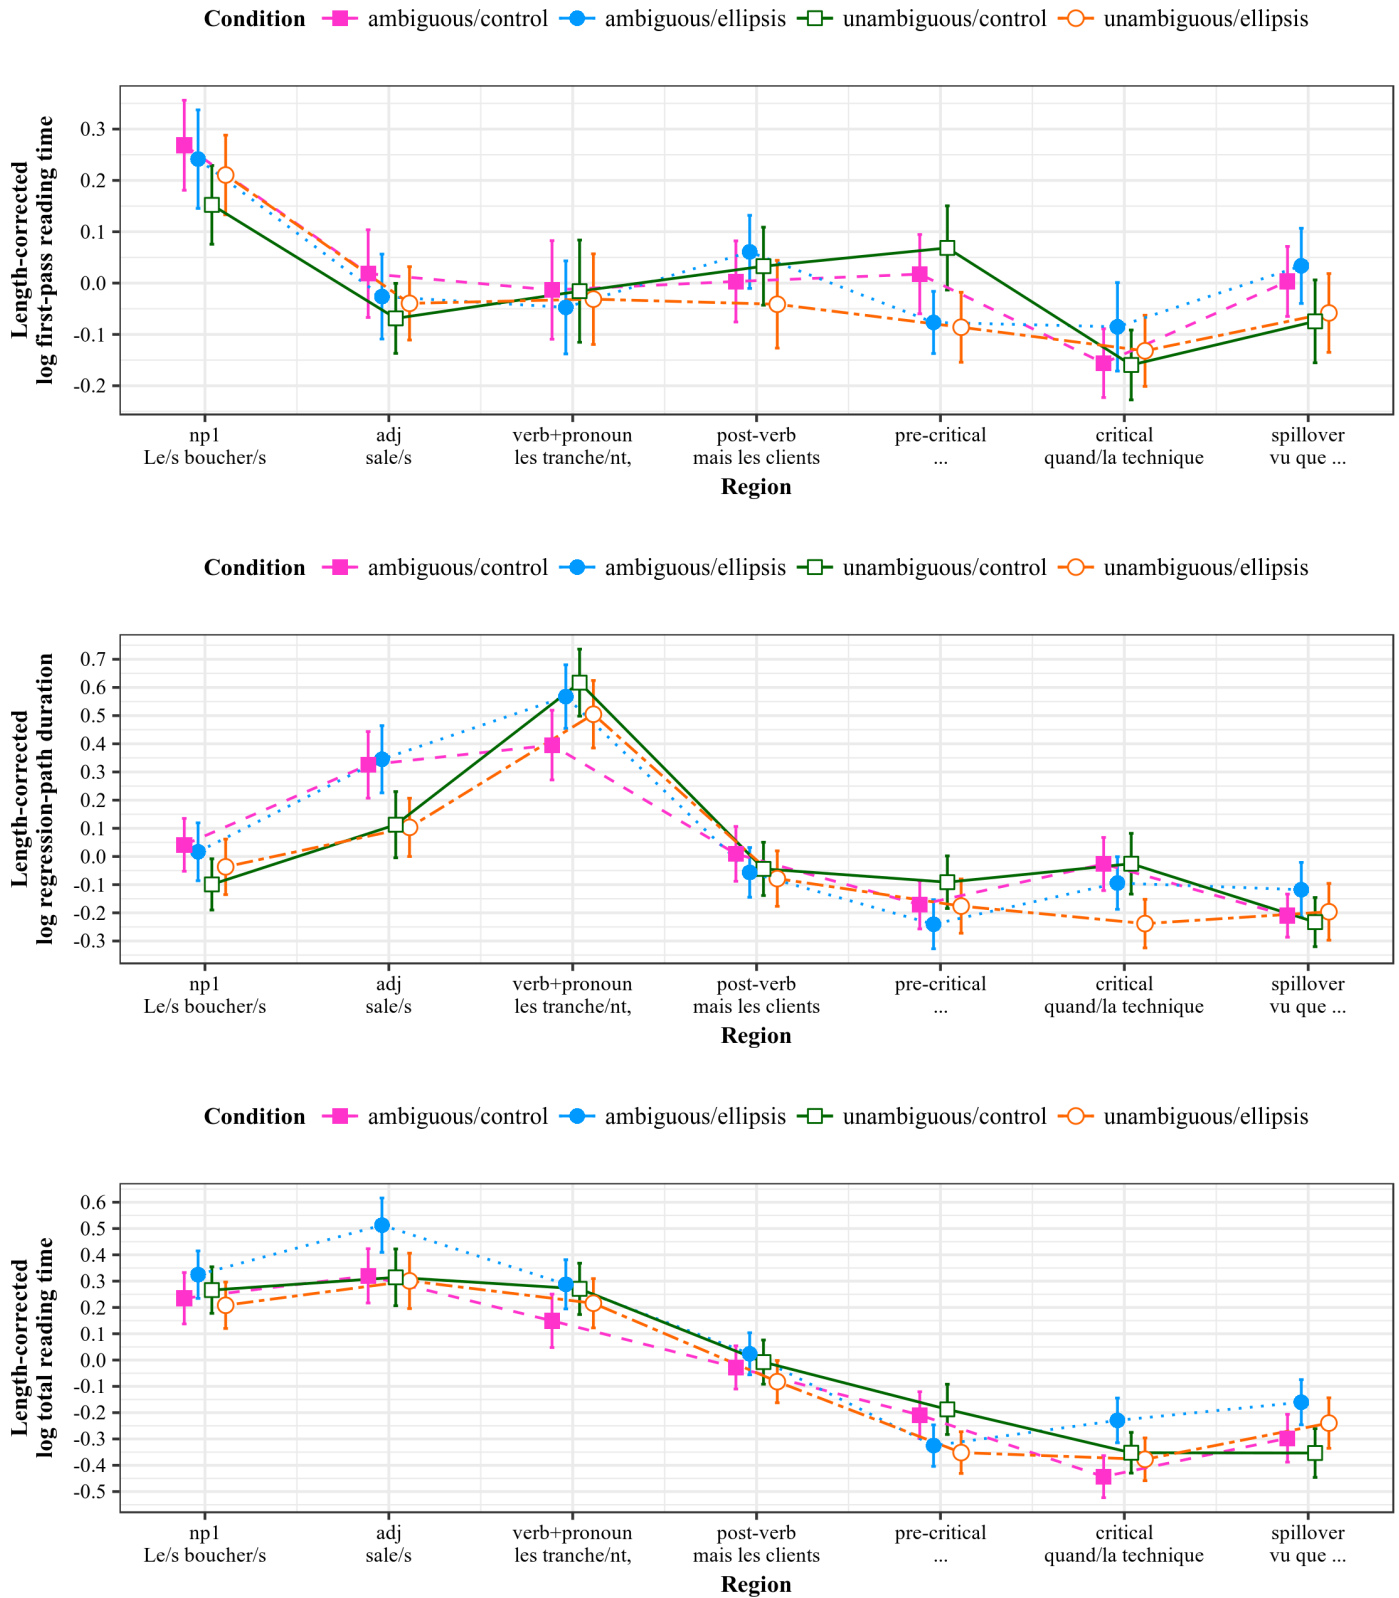 Condition ambiguous/control ambiguous/ellipsis unambiguous/control unambiguous/ellipsis
Length-corrected
log first-pass reading time
0.3
0.2
0.1
0.0
-0.1
-0.2
np1 adj verb+pronoun post-verb pre-critical critical spillover
Le/s boucher/s sale/s les tranche/nt, mais les clients ... quand/la technique vu que ...
Region
Condition ambiguous/control ambiguous/ellipsis unambiguous/control unambiguous/ellipsis
Length-corrected
log regression-path duration
0.7
0.6
0.5
0.4
0.3
0.2
0.1
0.0
-0.1
-0.2
-0.3
np1 adj verb+pronoun post-verb pre-critical critical spillover
Le/s boucher/s sale/s les tranche/nt, mais les clients ... quand/la technique vu que ...
Region
Condition ambiguous/control ambiguous/ellipsis unambiguous/control unambiguous/ellipsis
Length-corrected
log total reading time
0.6
0.5
0.4
0.3
0.2
0.1
0.0
-0.1
-0.2
-0.3
-0.4
-0.5
np1 adj verb+pronoun post-verb pre-critical critical spillover
Le/s boucher/s sale/s les tranche/nt, mais les clients ... quand/la technique vu que ...
Region